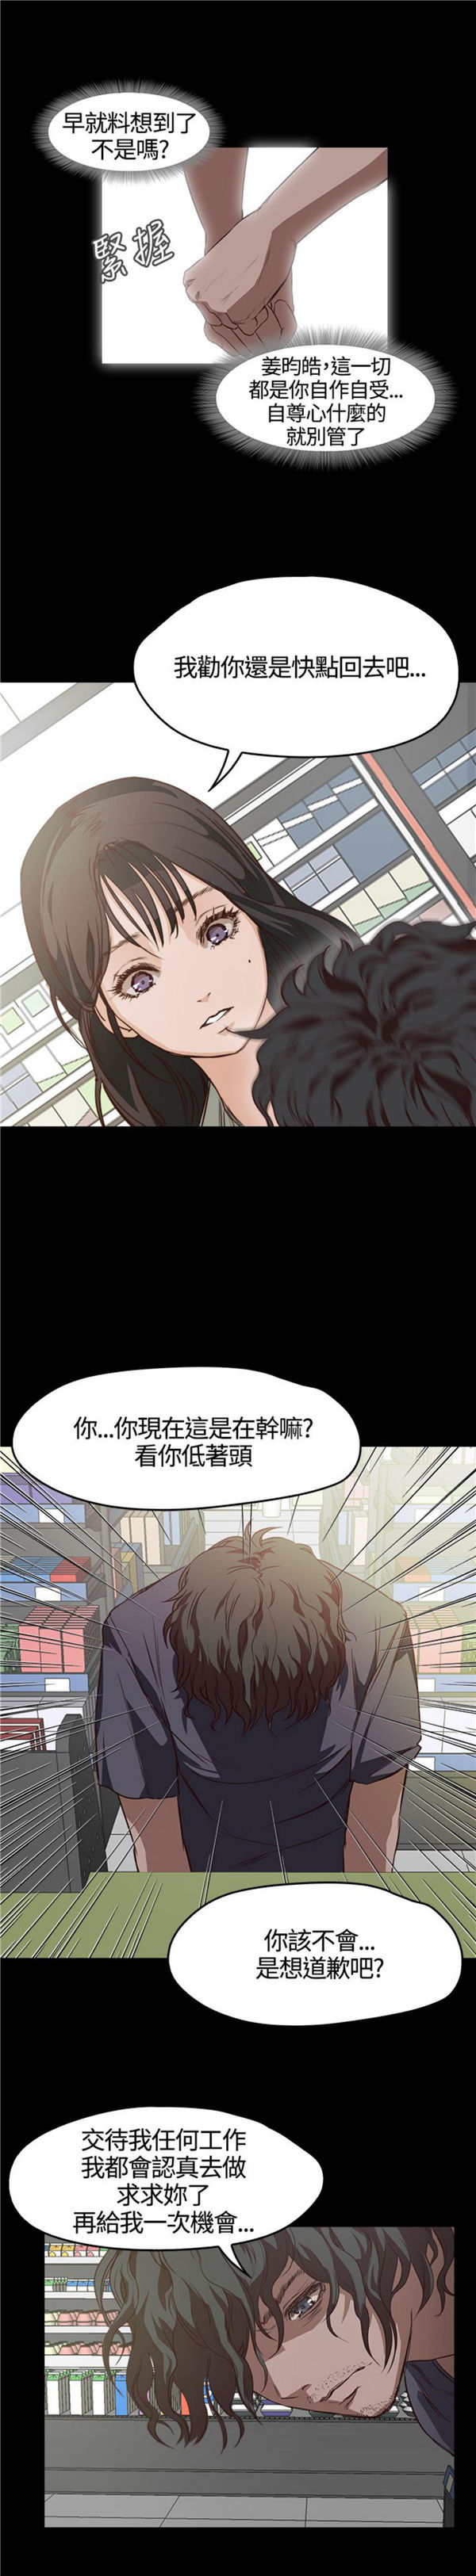 早就料想到了
不是嗎?
緊握
姜昀皓,這一切
都是你自作自受...
自尊心什麼的
就別管了
我勸你還是快點回去吧...
你...你現在這是在幹嘛?
看你低著頭
你該不會...
是想道歉吧?
交待我任何工作
我都會認真去做
求求妳了
再給我一次機會...